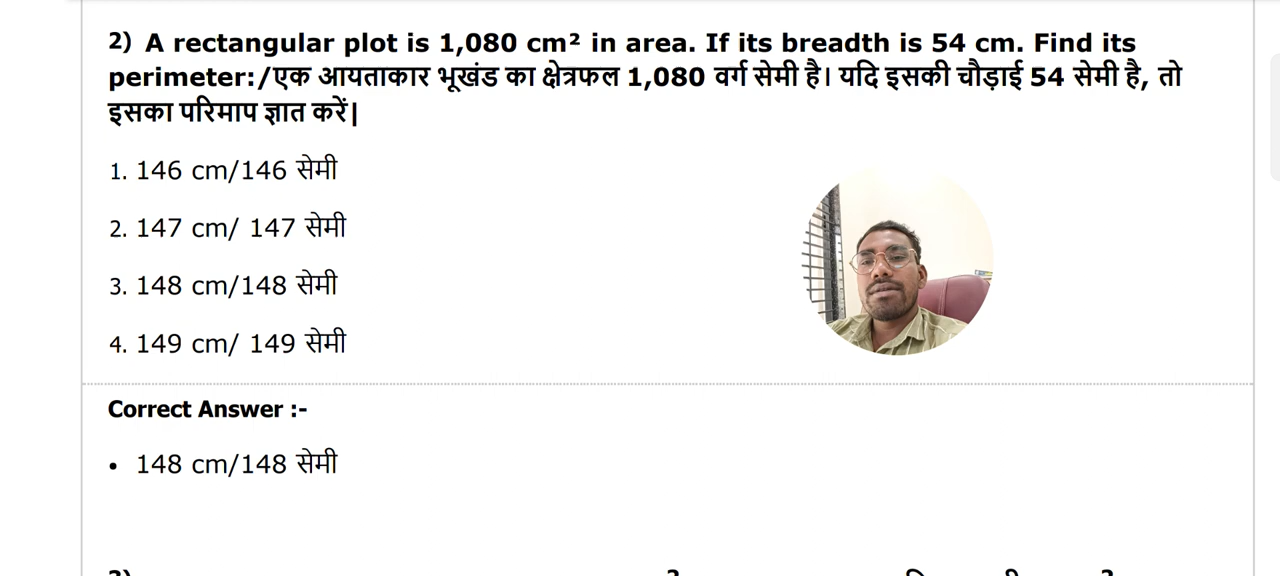 2) A rectangular plot is 1,080 cm² in area. If its breadth is 54 cm. Find its
perimeter:/एक आयताकार भूखंड का क्षेत्रफल 1,080 वर्ग सेमी है। यदि इसकी चौड़ाई 54 सेमी है, तो
इसका परिमाप ज्ञात करें|
1. 146 cm/146 सेमी
2. 147 cm/ 147 सेमी
3. 148 cm/148 सेमी
4. 149 cm/ 149 सेमी
Correct Answer :-
• 148 cm/148 सेमी